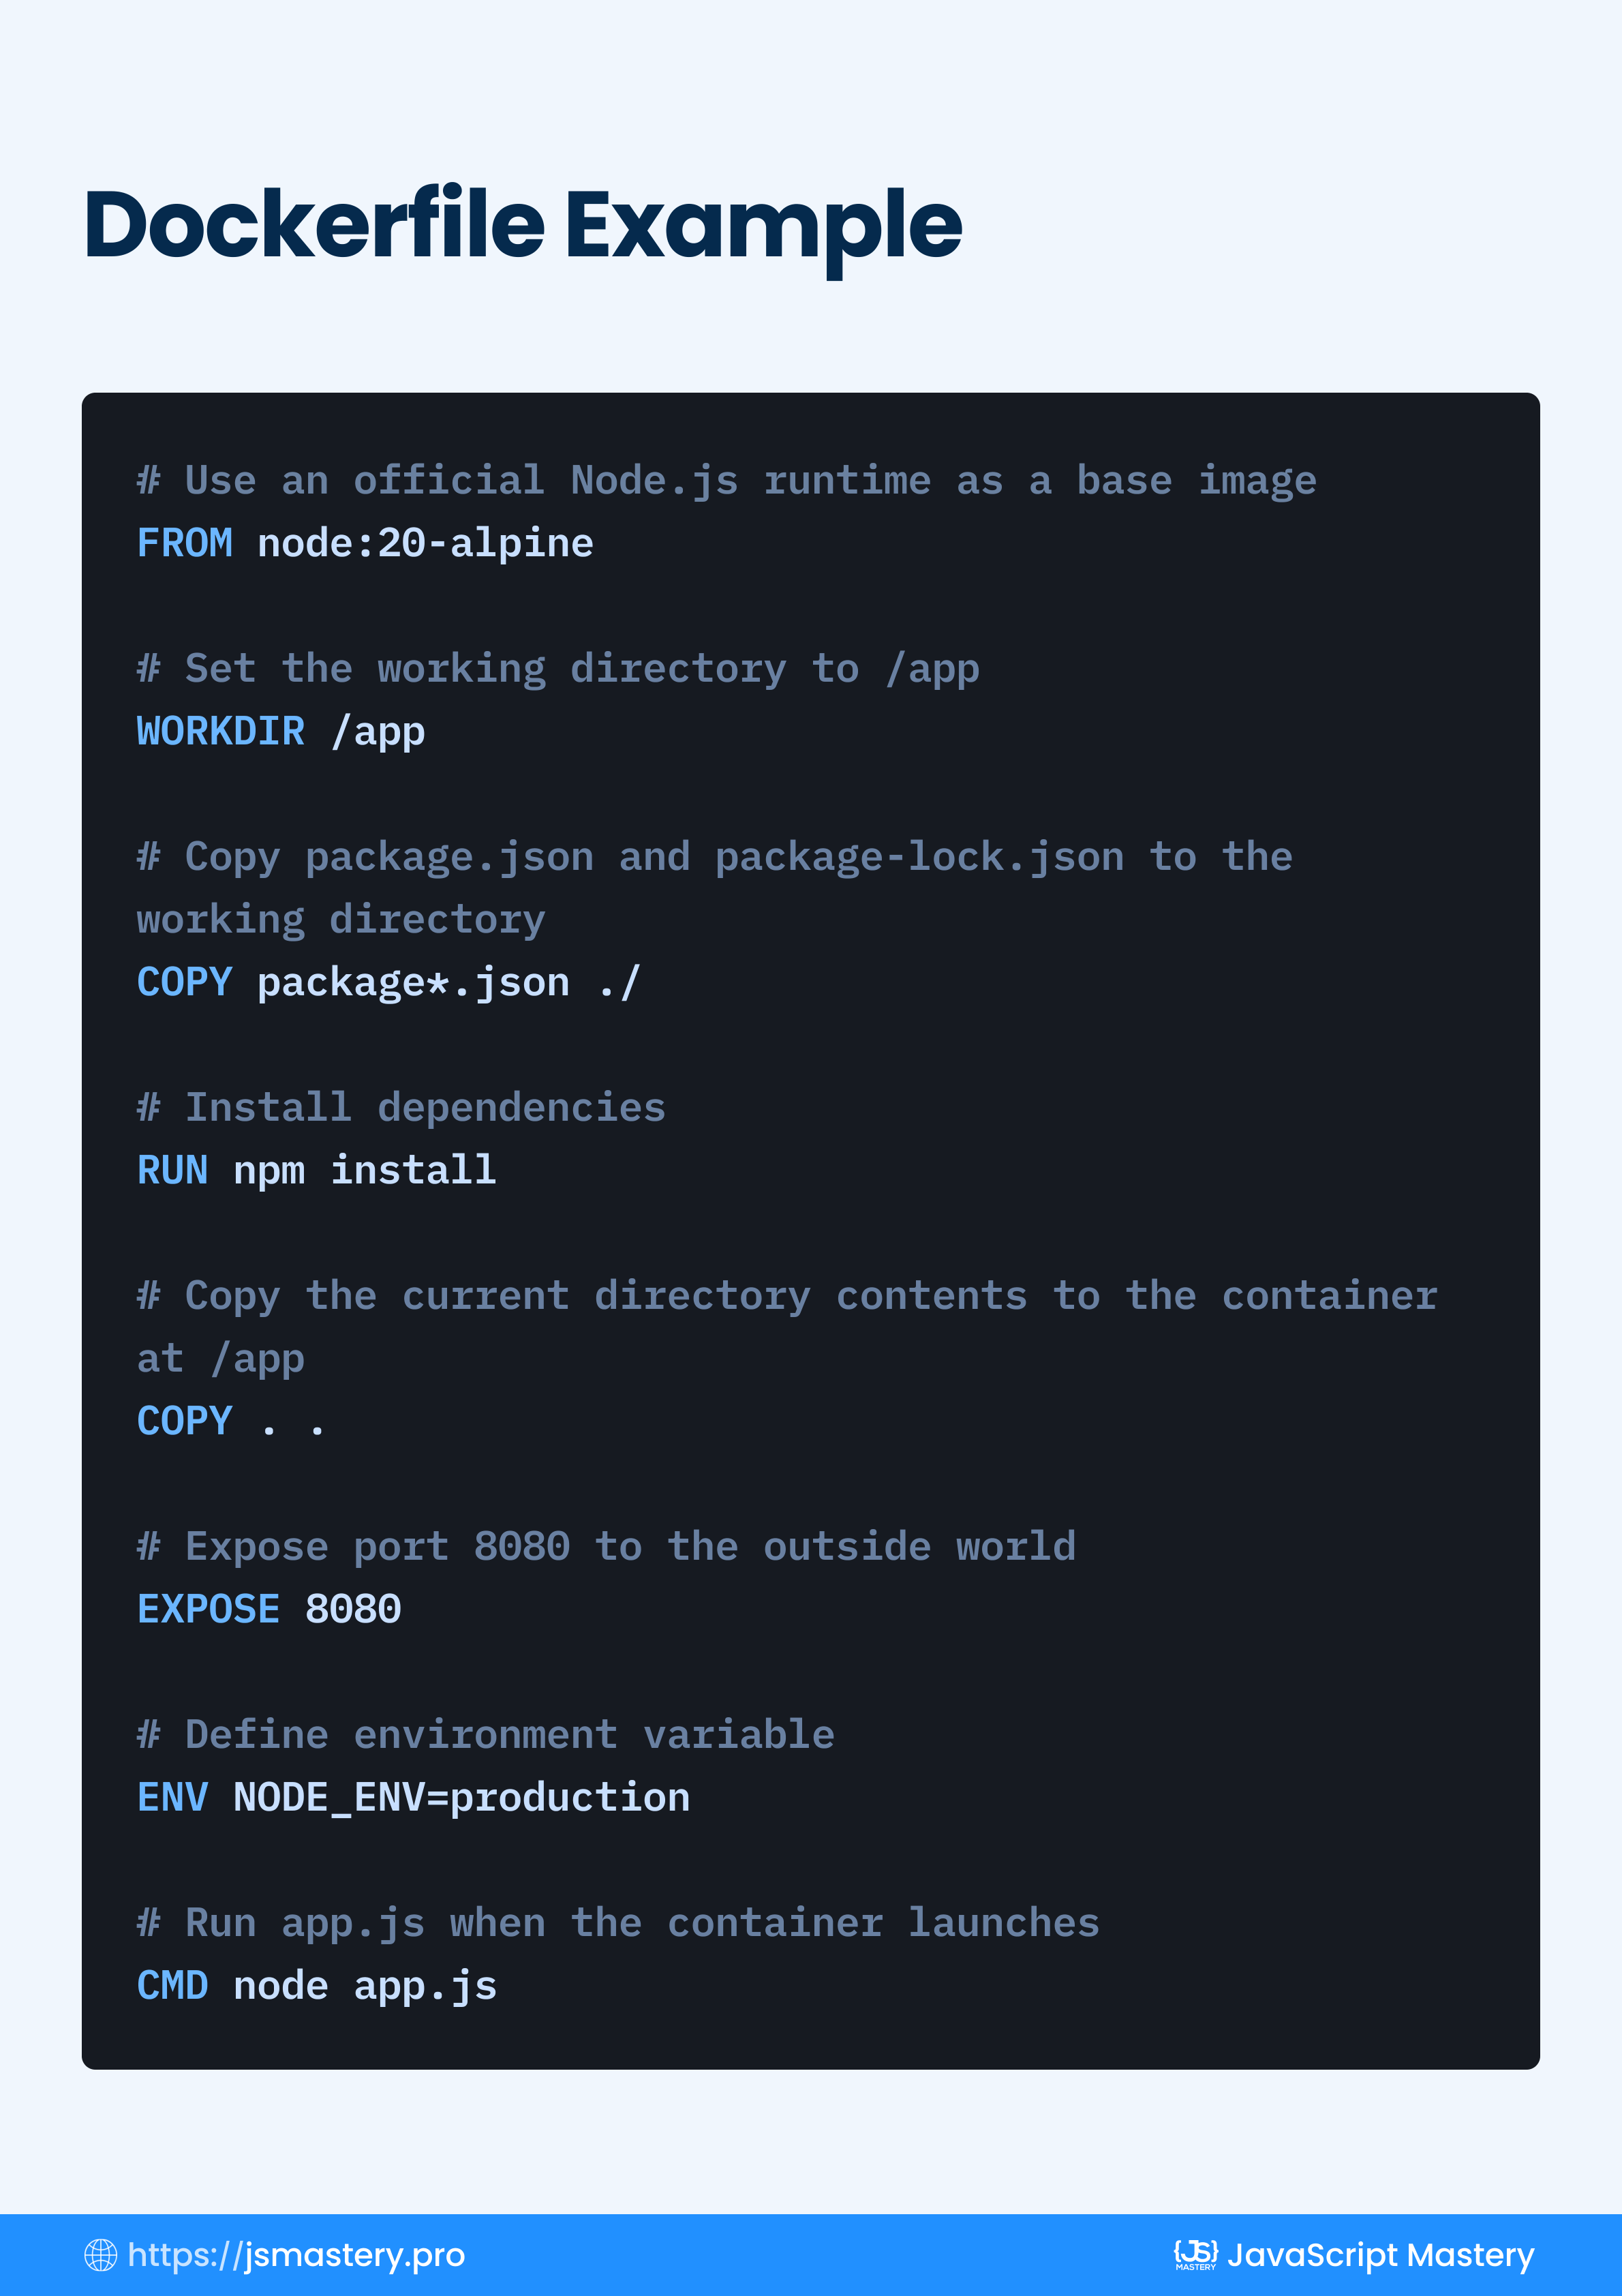 Dockerfile Example
# Use an official Node.js runtime as a base image
FROM node:20-alpine
# Set the working directory to /app
WORKDIR /app
# Copy package.json and package-lock.json to the
working directory
COPY package*.json ./
# Install dependencies
RUN npm install
# Copy the current directory contents to the container
at /app
COPY . .
# Expose port 8080 to the outside world
EXPOSE 8080
# Define environment variable
ENV NODE_ENV=production
# Run app.js when the container launches
CMD node app.js
https://jsmastery.pro
{JS} MASTERY JavaScript Mastery